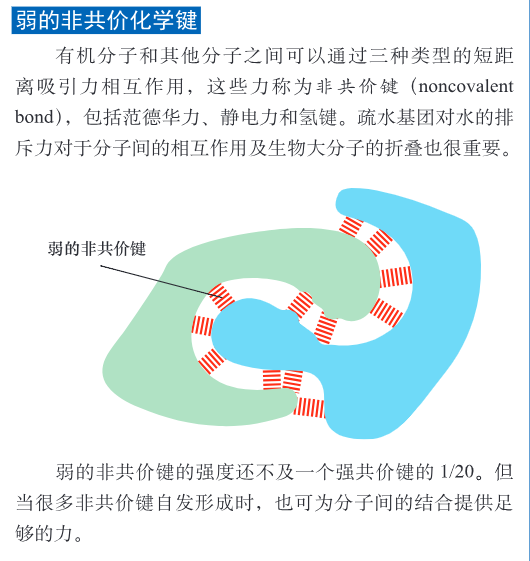 弱的非共价化学键
有机分子和其他分子之间可以通过三种类型的短距
离吸引力相互作用，这些力称为非共价键（noncovalent
bond），包括范德华力、静电力和氢键。疏水基团对水的排
斥力对于分子间的相互作用及生物大分子的折叠也很重要。
弱的非共价键
弱的非共价键的强度还不及一个强共价键的 1/20。但
当很多非共价键自发形成时，也可为分子间的结合提供足
够的力。